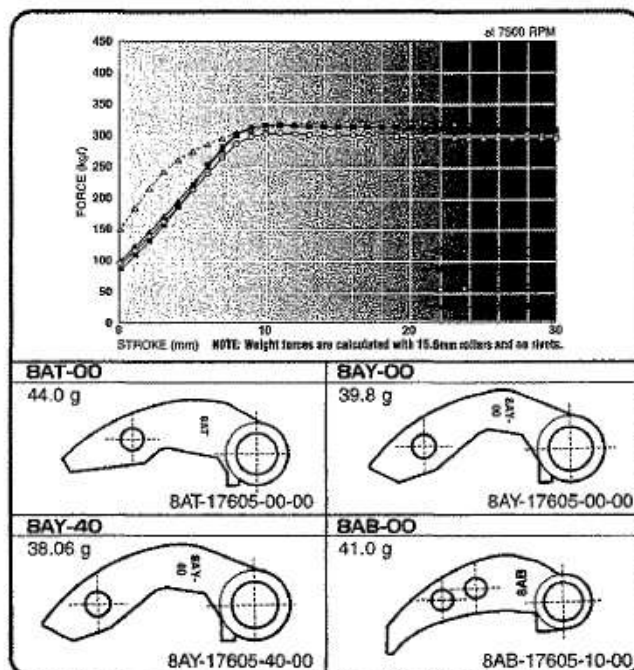 at 7500 RPM
450
400
350
300
250
200
150
100
50
0
FORCE (kgf)
0 10 20 30
STROKE (mm) NOTE: Weight forces are calculated with 15.6mm rollers and no rivets.
8AT-00
44.0 g
8AT
8AT-17605-00-00
8AY-00
39.8 g
8AY-00
8AY-17605-00-00
8AY-40
38.06 g
8AY-40
8AY-17605-40-00
8AB-00
41.0 g
8AB
8AB-17605-10-00